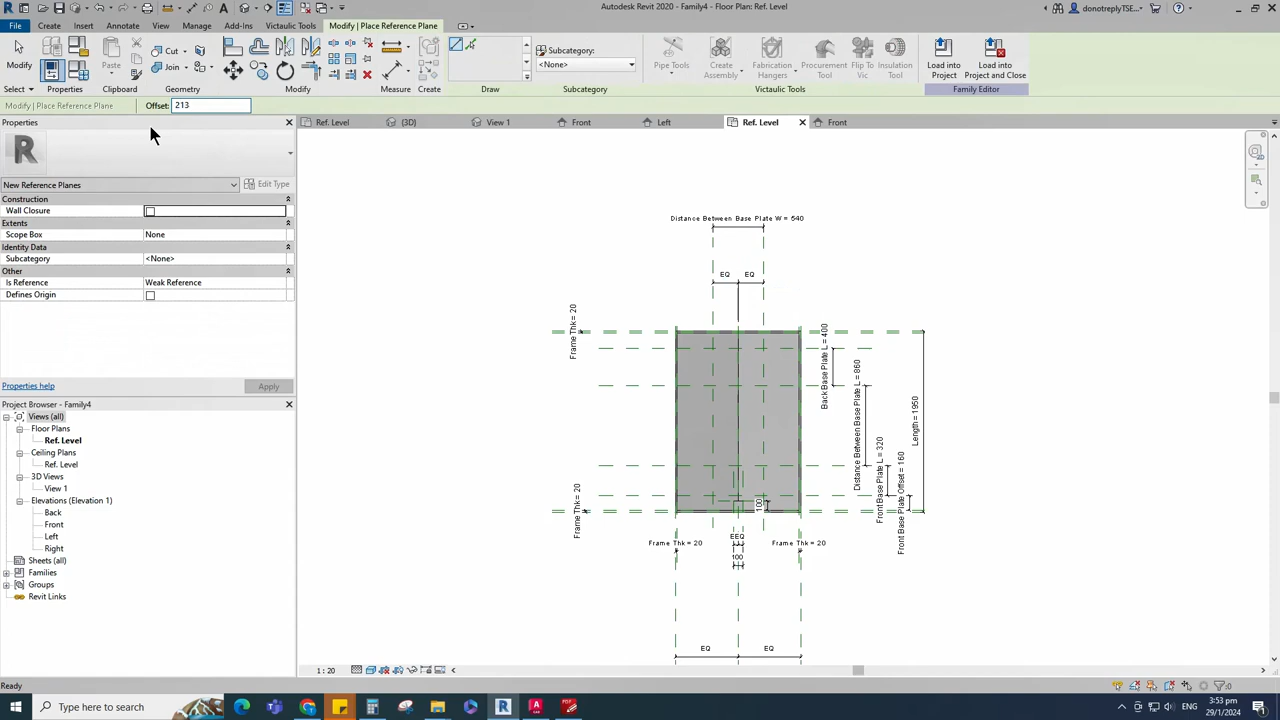 Autodesk Revit 2020 - Family4 - Floor Plan: Ref. Level
donotreplyTSE...
File Create Insert Annotate View Manage Add-Ins Victaulic Tools Modify | Place Reference Plane
Modify
Paste
Cut
Join
Pipe Tools
Create Assembly
Fabrication Hangers
Procurement Tool
Flip To Vic
Insulation Tool
Load into Project
Load into Project and Close
Subcategory:
<None>
Select Properties Clipboard Geometry Modify Measure Create Draw Subcategory Victaulic Tools Family Editor
Modify | Place Reference Plane Offset: 213
Properties
Ref. Level {3D} View 1 Front Left Ref. Level Front
R
New Reference Planes Edit Type
Construction
Wall Closure
Extents
Scope Box None
Identity Data
Subcategory <None>
Other
Is Reference Weak Reference
Defines Origin
Properties help Apply
Project Browser - Family4
Views (all)
Floor Plans
Ref. Level
Ceiling Plans
Ref. Level
3D Views
View 1
Elevations (Elevation 1)
Back
Front
Left
Right
Sheets (all)
Families
Groups
Revit Links
Distance Between Base Plate W = 540
EQ EQ
Frame Thk = 20
Back Base Plate L = 400
Distance Between Base Plate L = 860
Length = 1950
Front Base Plate L = 320
Front Base Plate Offset = 160
Frame Thk = 20
100
EEQ
Frame Thk = 20 Frame Thk = 20
100
EQ EQ
1 : 20
Ready
:0
Type here to search
ENG
3:53 pm
29/1/2024